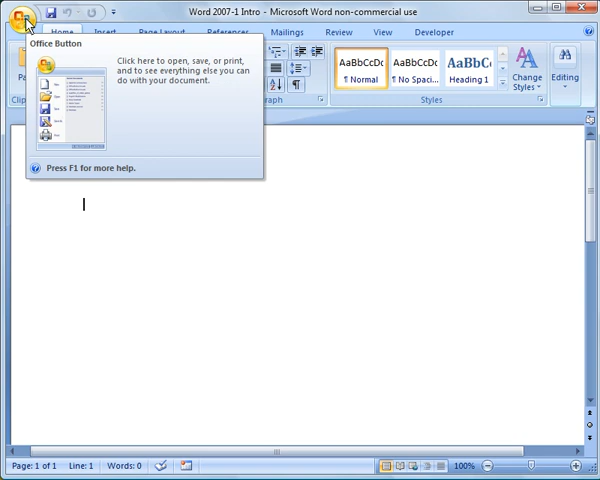 Word 2007-1 Intro - Microsoft Word non-commercial use
Home Insert Page Layout References Mailings Review View Developer
Office Button
Click here to open, save, or print,
and to see everything else you can
do with your document.
Press F1 for more help.
AaBbCcDc AaBbCcDc AaBbCc
¶ Normal ¶ No Spaci... Heading 1
Change
Styles
Editing
Styles
Page: 1 of 1 Line: 1 Words: 0 100%